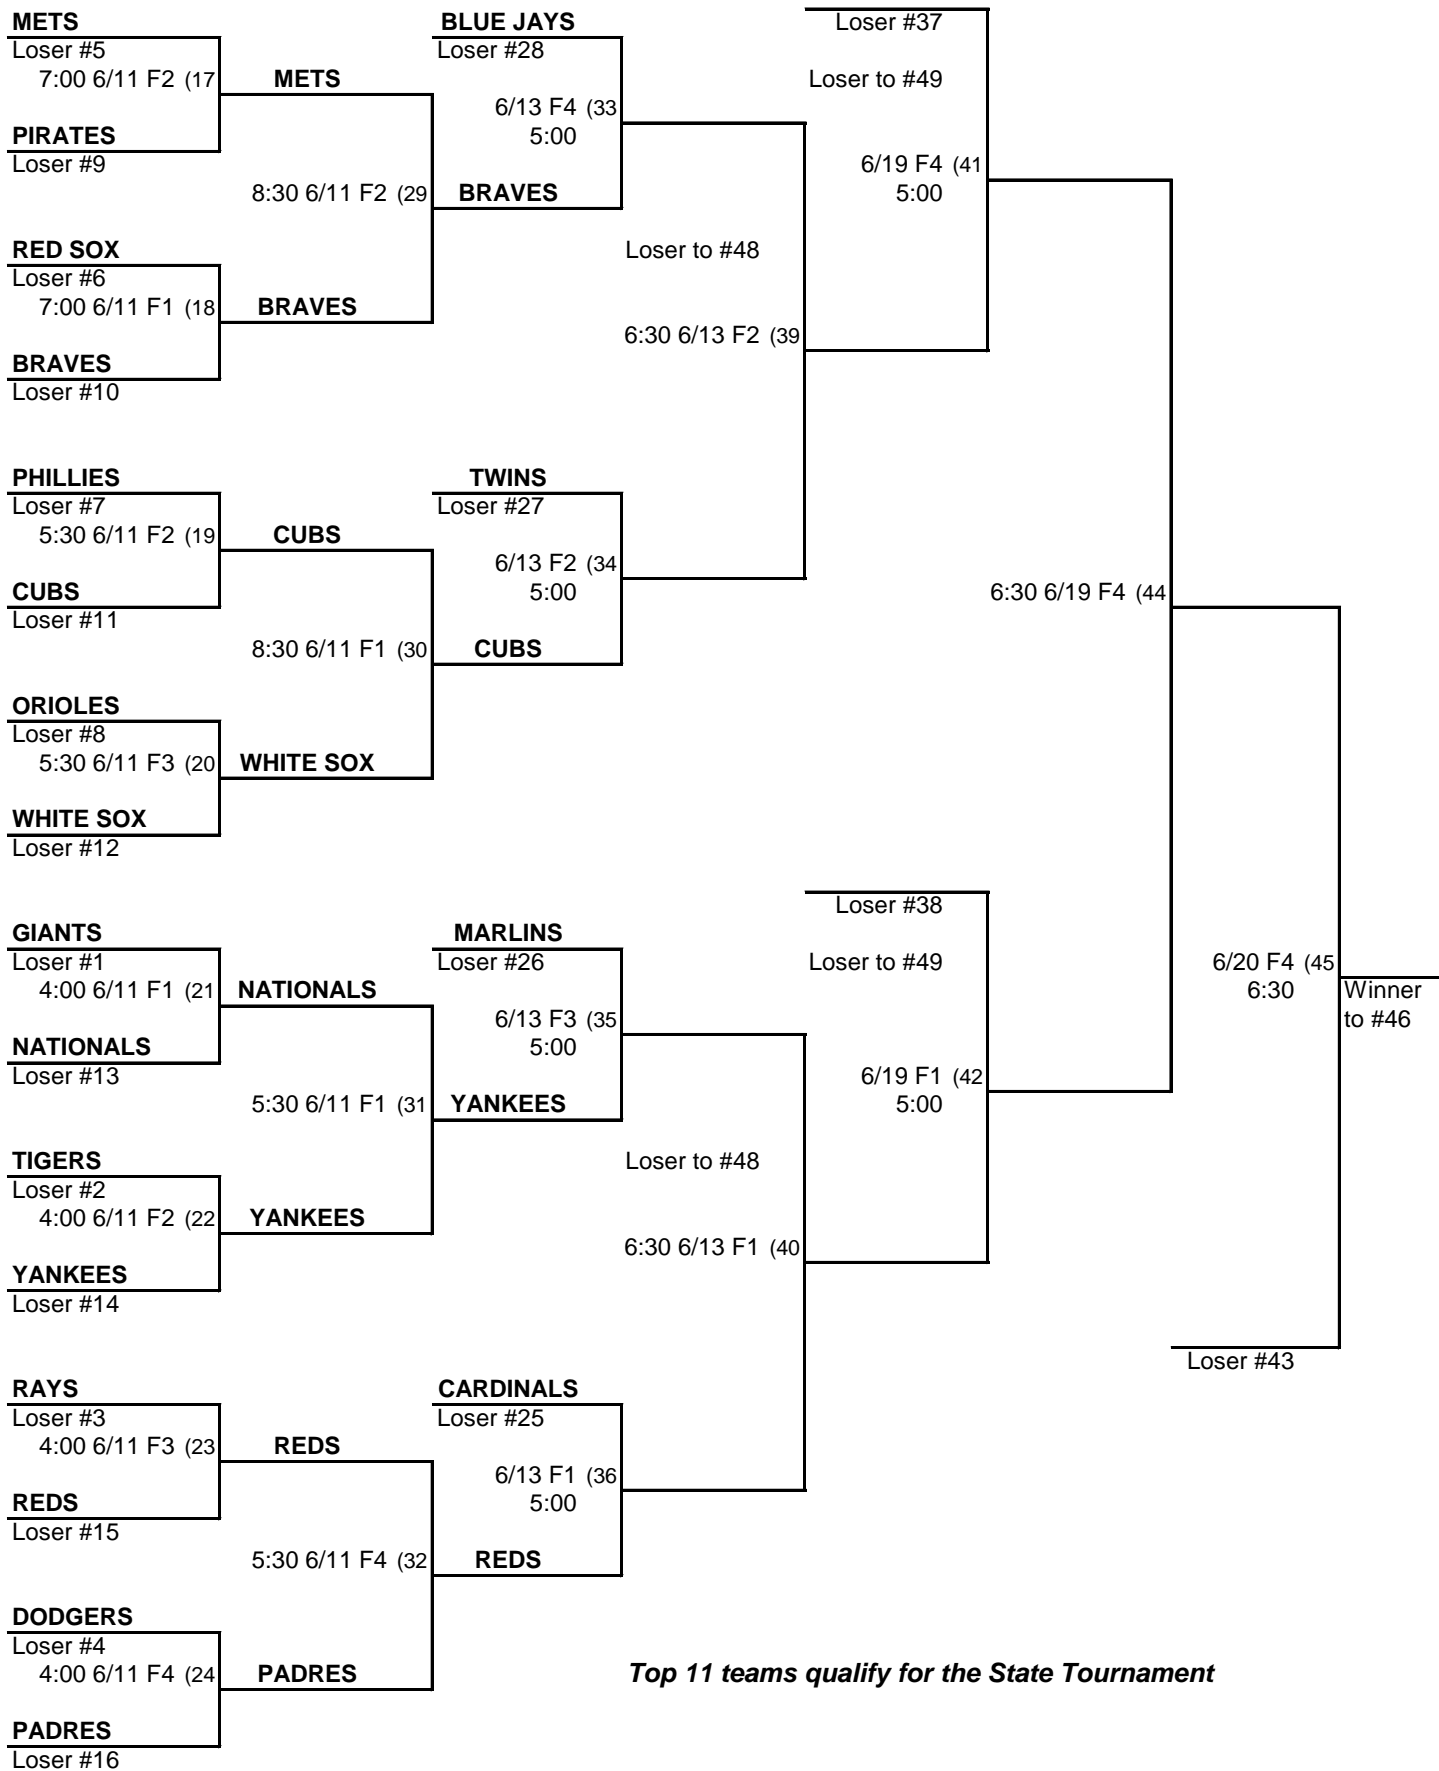 METS
Loser #5
7:00 6/11 F2 (17
PIRATES
Loser #9
METS
8:30 6/11 F2 (29
RED SOX
Loser #6
7:00 6/11 F1 (18
BRAVES
BRAVES
Loser #10
BLUE JAYS
Loser #28
6/13 F4 (33
5:00
BRAVES
Loser to #48
6:30 6/13 F2 (39
Loser #37
Loser to #49
6/19 F4 (41
5:00
PHILLIES
Loser #7
5:30 6/11 F2 (19
CUBS
CUBS
Loser #11
8:30 6/11 F1 (30
ORIOLES
Loser #8
5:30 6/11 F3 (20
WHITE SOX
WHITE SOX
Loser #12
TWINS
Loser #27
6/13 F2 (34
5:00
CUBS
6:30 6/19 F4 (44
GIANTS
Loser #1
4:00 6/11 F1 (21
NATIONALS
NATIONALS
Loser #13
5:30 6/11 F1 (31
TIGERS
Loser #2
4:00 6/11 F2 (22
YANKEES
YANKEES
Loser #14
MARLINS
Loser #26
6/13 F3 (35
5:00
YANKEES
Loser to #48
6:30 6/13 F1 (40
Loser #38
Loser to #49
6/19 F1 (42
5:00
6/20 F4 (45
6:30
Winner
to #46
Loser #43
RAYS
Loser #3
4:00 6/11 F3 (23
REDS
REDS
Loser #15
5:30 6/11 F4 (32
DODGERS
Loser #4
4:00 6/11 F4 (24
PADRES
PADRES
Loser #16
CARDINALS
Loser #25
6/13 F1 (36
5:00
REDS
Top 11 teams qualify for the State Tournament